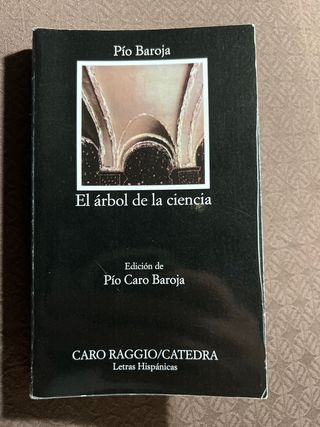 Pío Baroja
El árbol de la ciencia
Edición de
Pío Caro Baroja
CARO RAGGIO/CATEDRA
Letras Hispánicas